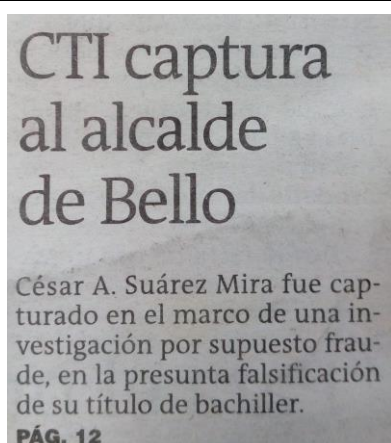 CTI captura
al alcalde
de Bello
César A. Suárez Mira fue cap-
turado en el marco de una in-
vestigación por supuesto frau-
de, en la presunta falsificación
de su título de bachiller.
PÁG. 12